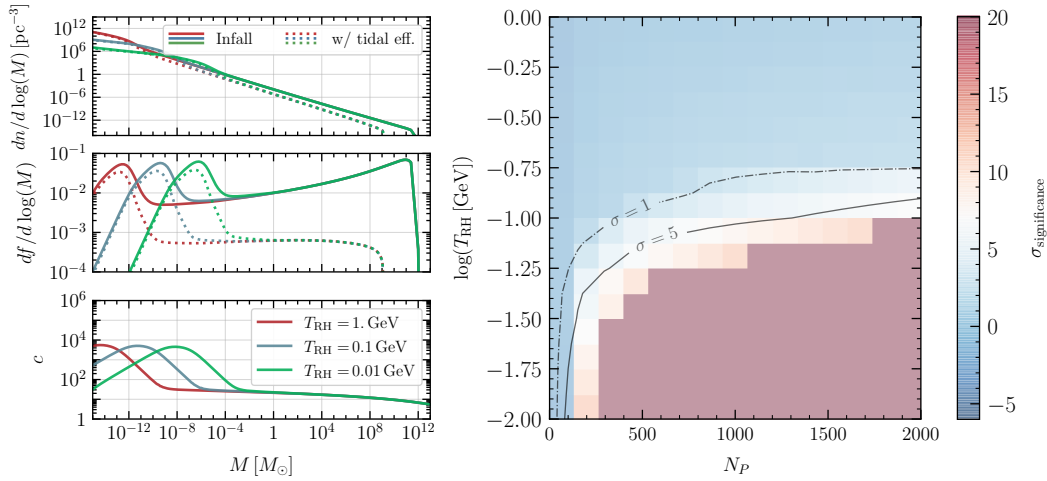 10^12
10^6
1
10^-6
10^-12
dn/d log(M) [pc^-3]
Infall
w/ tidal eff.
10^-1
10^-2
10^-3
10^-4
df/d log(M)
10^6
10^4
10^2
1
c
T_RH = 1. GeV
T_RH = 0.1 GeV
T_RH = 0.01 GeV
10^-12 10^-8 10^-4 1 10^4 10^8 10^12
M [M_⊙]
0.00
−0.25
−0.50
−0.75
−1.00
−1.25
−1.50
−1.75
−2.00
log(T_RH [GeV])
σ = 1
σ = 5
0 500 1000 1500 2000
N_P
20
15
10
5
0
−5
σ_significance